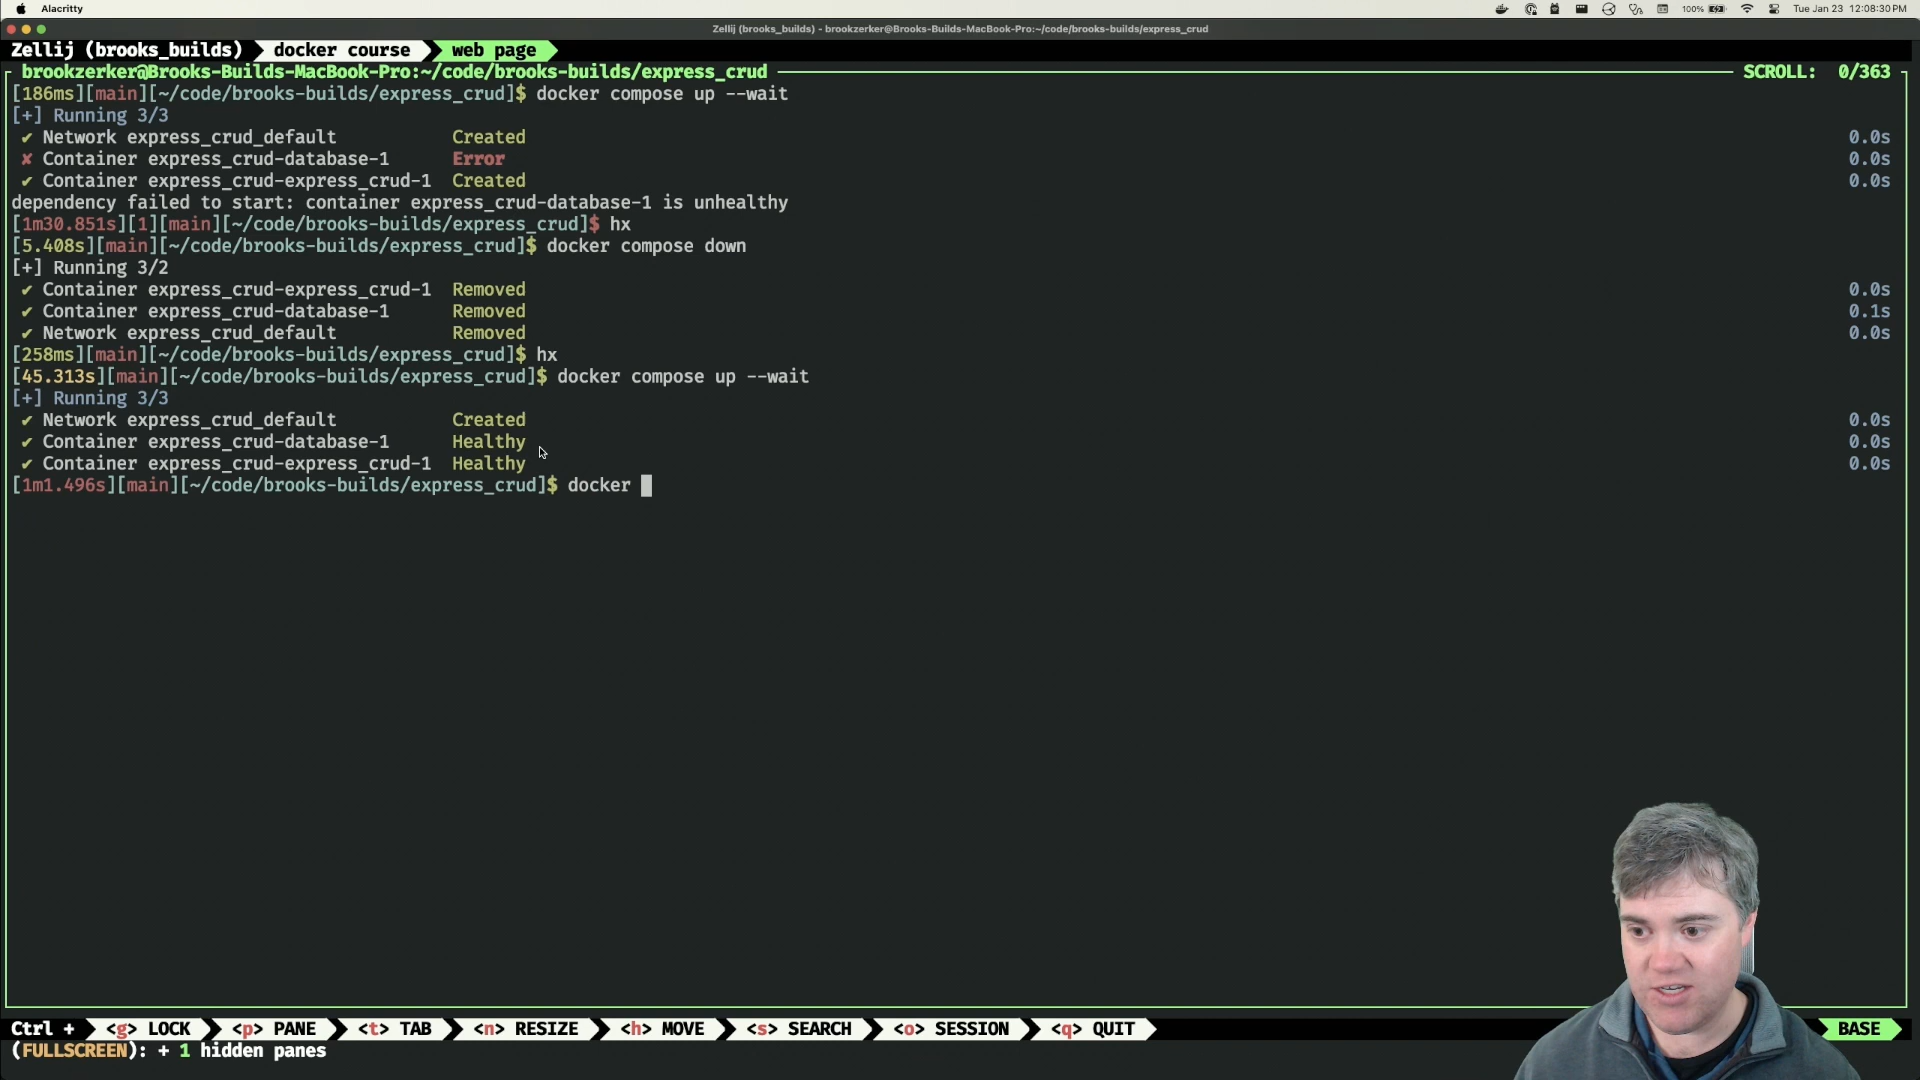 Alacritty
100%
Tue Jan 23 12:08:30 PM
Zellij (brooks_builds) - brookzerker@Brooks-Builds-MacBook-Pro:~/code/brooks-builds/express_crud
Zellij (brooks_builds) docker course web page
brookzerker@Brooks-Builds-MacBook-Pro:~/code/brooks-builds/express_crud SCROLL: 0/363
[186ms][main][~/code/brooks-builds/express_crud]$ docker compose up --wait
[+] Running 3/3
✔ Network express_crud_default Created 0.0s
✘ Container express_crud-database-1 Error 0.0s
✔ Container express_crud-express_crud-1 Created 0.0s
dependency failed to start: container express_crud-database-1 is unhealthy
[1m30.851s][1][main][~/code/brooks-builds/express_crud]$ hx
[5.408s][main][~/code/brooks-builds/express_crud]$ docker compose down
[+] Running 3/2
✔ Container express_crud-express_crud-1 Removed 0.0s
✔ Container express_crud-database-1 Removed 0.1s
✔ Network express_crud_default Removed 0.0s
[258ms][main][~/code/brooks-builds/express_crud]$ hx
[45.313s][main][~/code/brooks-builds/express_crud]$ docker compose up --wait
[+] Running 3/3
✔ Network express_crud_default Created 0.0s
✔ Container express_crud-database-1 Healthy 0.0s
✔ Container express_crud-express_crud-1 Healthy 0.0s
[1m1.496s][main][~/code/brooks-builds/express_crud]$ docker
Ctrl + <g> LOCK <p> PANE <t> TAB <n> RESIZE <h> MOVE <s> SEARCH <o> SESSION <q> QUIT BASE
(FULLSCREEN): + 1 hidden panes